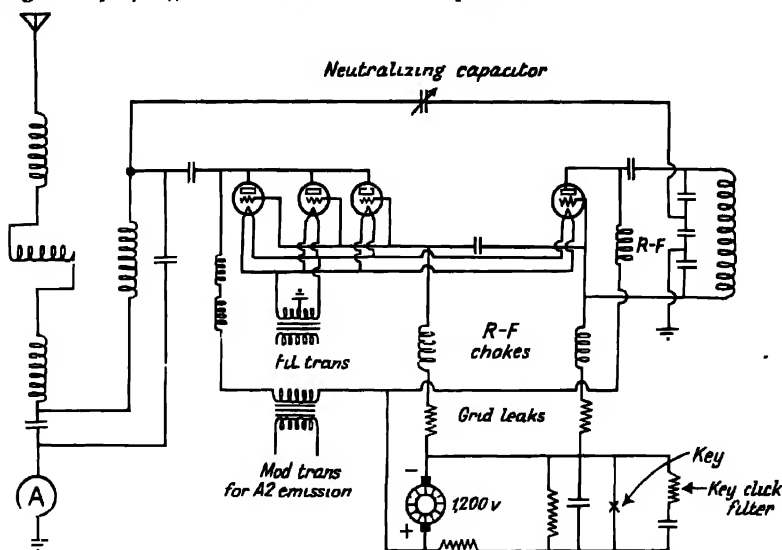 Neutralizing capacitor
R-F
Fil trans
R-F
chokes
Grid leaks
Mod trans
for A2 emission
Key
Key click
filter
A
-
1,200 v
+